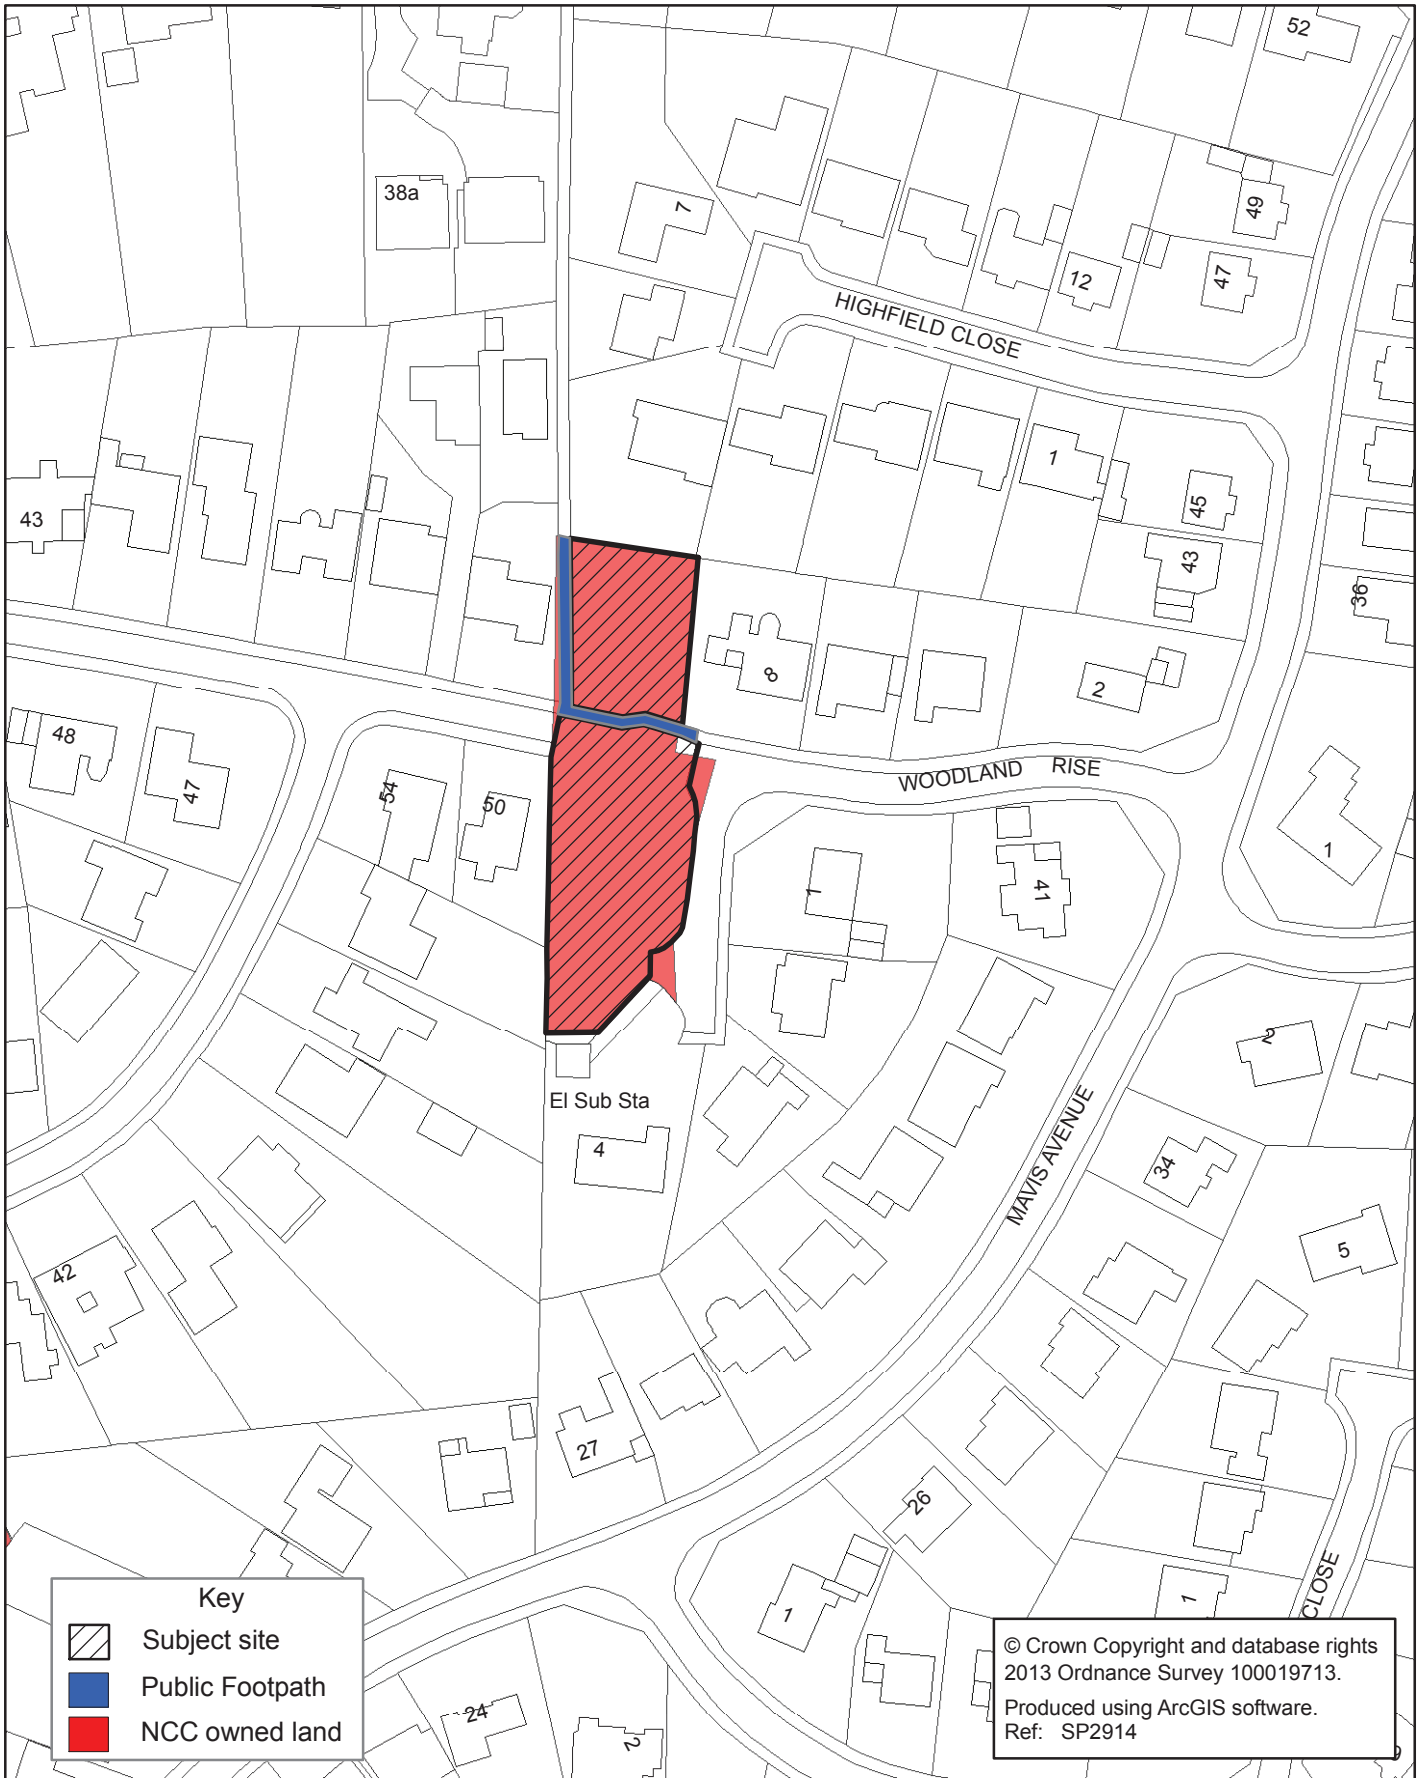 52
38a
7
49
12
47
HIGHFIELD CLOSE
1
45
43
43
36
8
2
48
47
54
50
WOODLAND RISE
1
1
41
2
El Sub Sta
4
MAVIS AVENUE
34
5
42
27
26
1
1
CLOSE
24
2
9
Key
Subject site
Public Footpath
NCC owned land
© Crown Copyright and database rights
2013 Ordnance Survey 100019713.
Produced using ArcGIS software.
Ref: SP2914